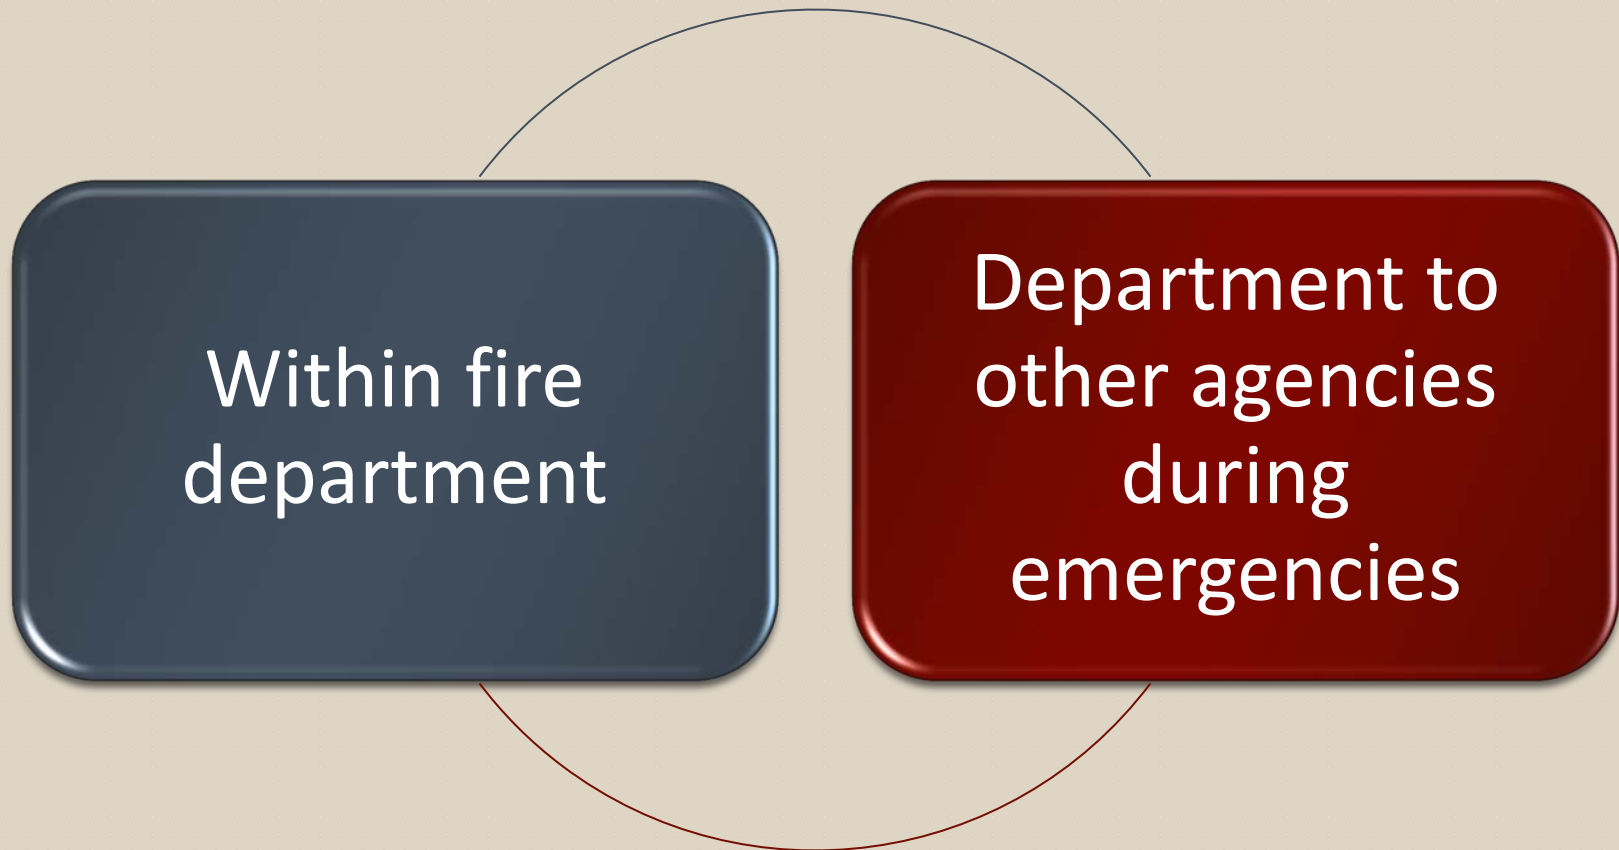 Within fire
department
Department to
other agencies
during
emergencies